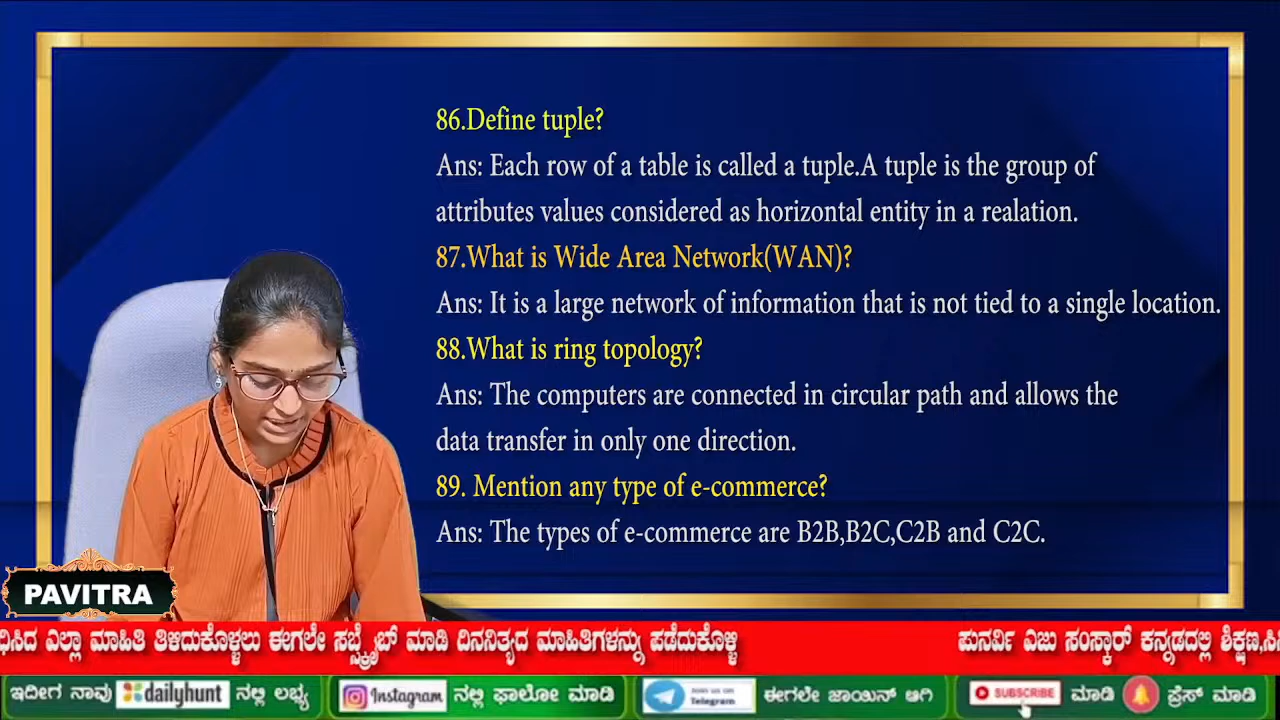 86.Define tuple?
Ans: Each row of a table is called a tuple.A tuple is the group of
attributes values considered as horizontal entity in a realation.
87.What is Wide Area Network(WAN)?
Ans: It is a large network of information that is not tied to a single location.
88.What is ring topology?
Ans: The computers are connected in circular path and allows the
data transfer in only one direction.
89. Mention any type of e-commerce?
Ans: The types of e-commerce are B2B,B2C,C2B and C2C.
PAVITRA
ಎಲ್ಲಾ ಮಾಹಿತಿ ತಿಳಿದುಕೊಳ್ಳಲು ಈಗಲೇ ಸಬ್ಸ್ಕ್ರೈಬ್ ಮಾಡಿ ದಿನನಿತ್ಯದ ಮಾಹಿತಿಗಳನ್ನು ಪಡೆದುಕೊಳ್ಳಿ ಪುನರ್ವಿ ಎಜು ಸಂಸ್ಕಾರ್ ಕನ್ನಡದಲ್ಲಿ ಶಿಕ್ಷಣ,ಸಿ
ಇದೀಗ ನಾವು dailyhunt ನಲ್ಲಿ ಲಭ್ಯ Instagram ನಲ್ಲಿ ಫಾಲೋ ಮಾಡಿ Join us on Telegram ಈಗಲೇ ಜಾಯಿನ್ ಆಗಿ SUBSCRIBE ಮಾಡಿ ಪ್ರೆಸ್ ಮಾಡಿ